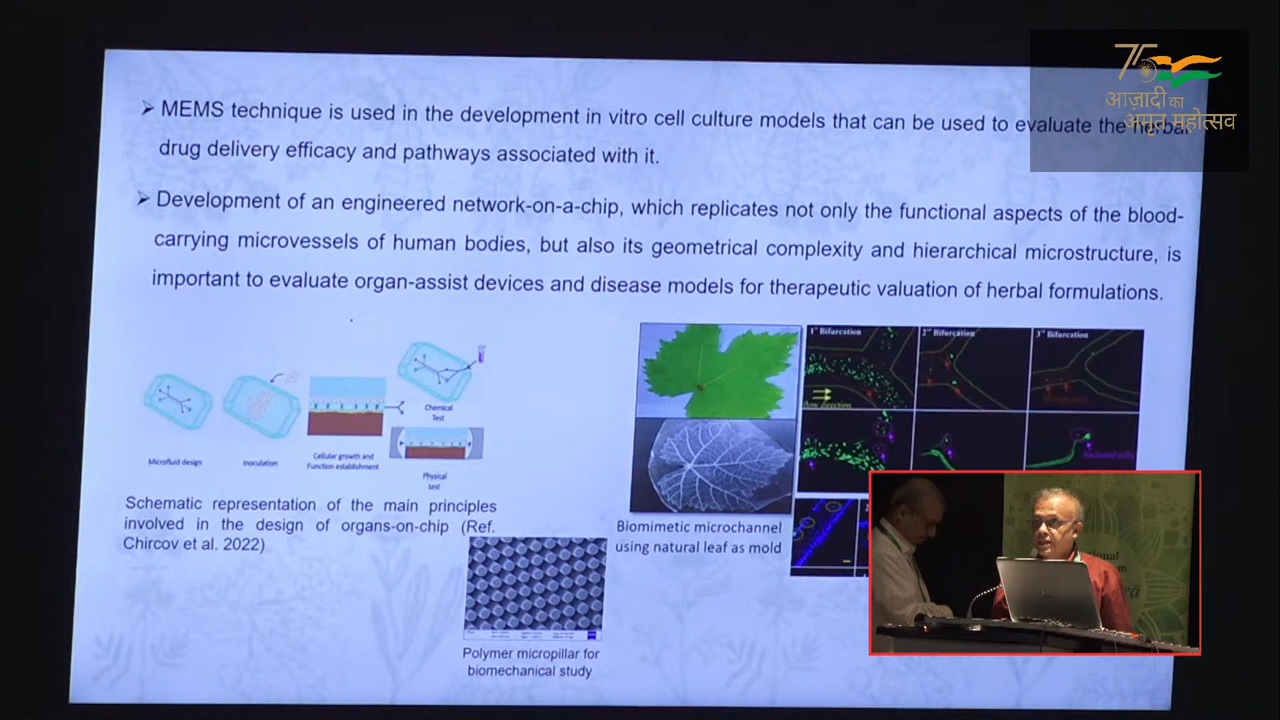 ➢ MEMS technique is used in the development in vitro cell culture models that can be used to evaluate the herbal
drug delivery efficacy and pathways associated with it.
➢ Development of an engineered network-on-a-chip, which replicates not only the functional aspects of the blood-
carrying microvessels of human bodies, but also its geometrical complexity and hierarchical microstructure, is
important to evaluate organ-assist devices and disease models for therapeutic valuation of herbal formulations.
75
आज़ादी का
अमृत महोत्सव
1st Bifurcation
2nd Bifurcation
3rd Bifurcation
flow direction
Chemical
Test
Microfluid design
Inoculation
Cellular growth and
Function establishment
Physical
test
Schematic representation of the main principles
involved in the design of organs-on-chip (Ref.
Chircov et al. 2022)
Biomimetic microchannel
using natural leaf as mold
Polymer micropillar for
biomechanical study